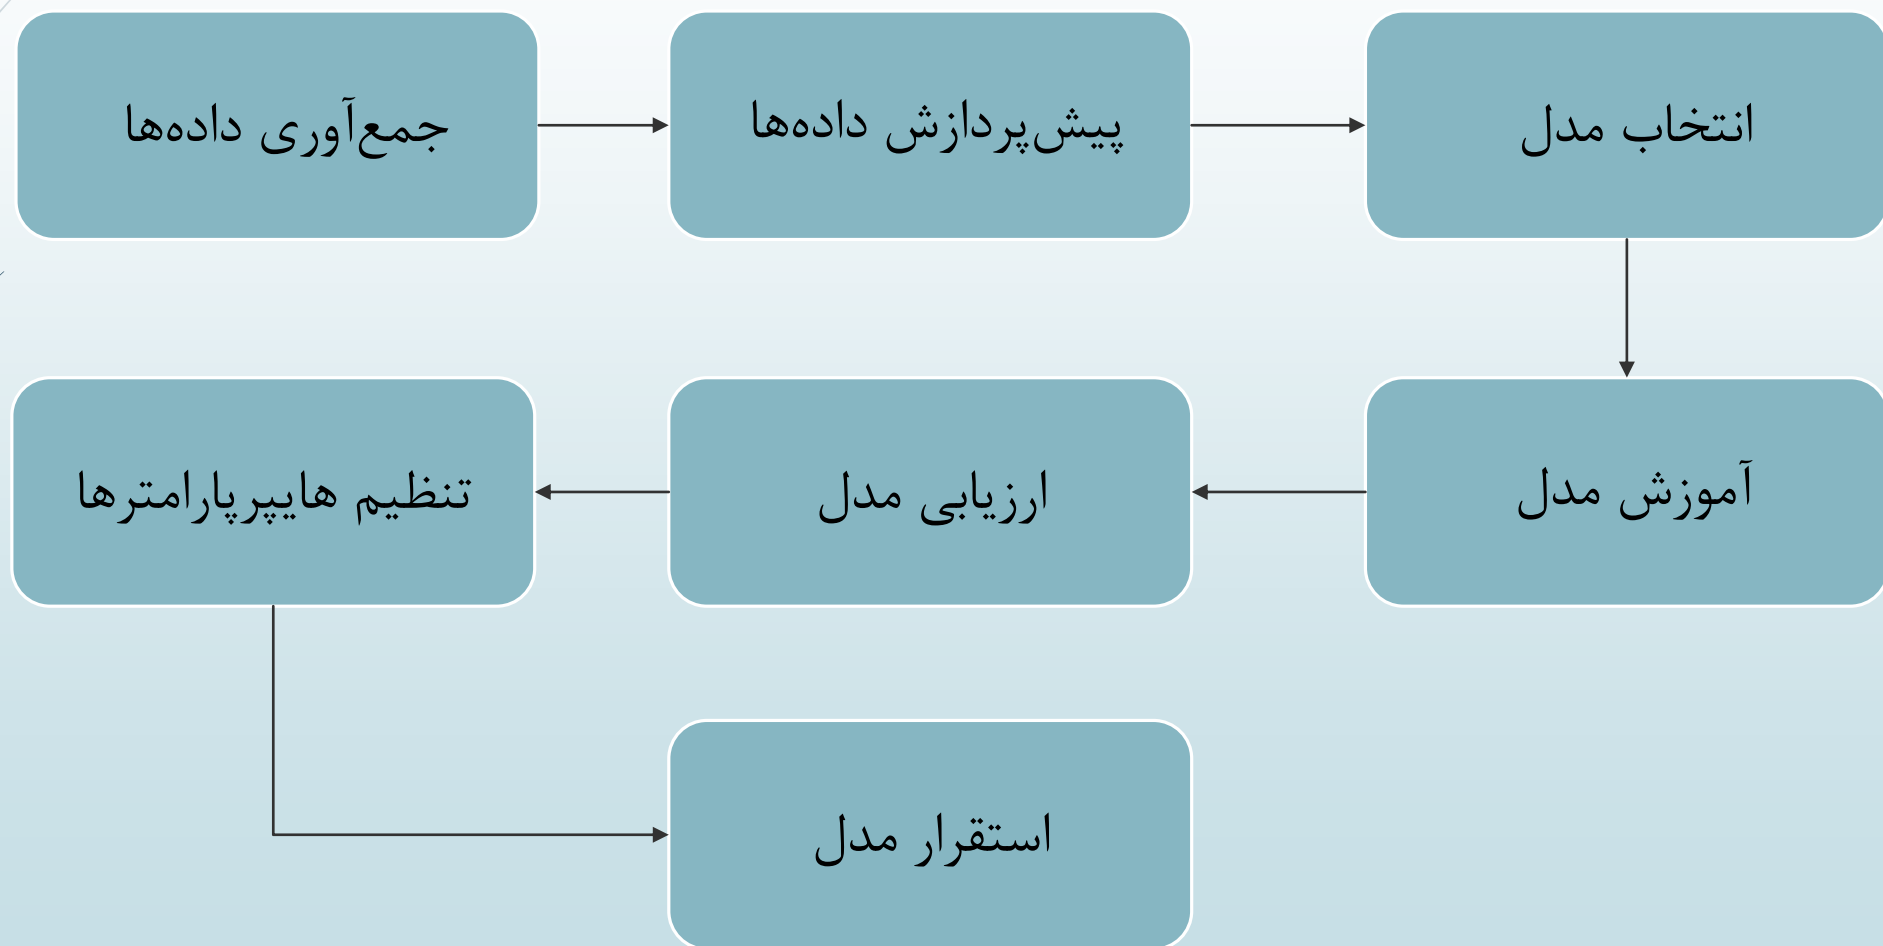 جمع‌آوری داده‌ها
پیش‌پردازش داده‌ها
انتخاب مدل
آموزش مدل
ارزیابی مدل
تنظیم هایپرپارامترها
استقرار مدل